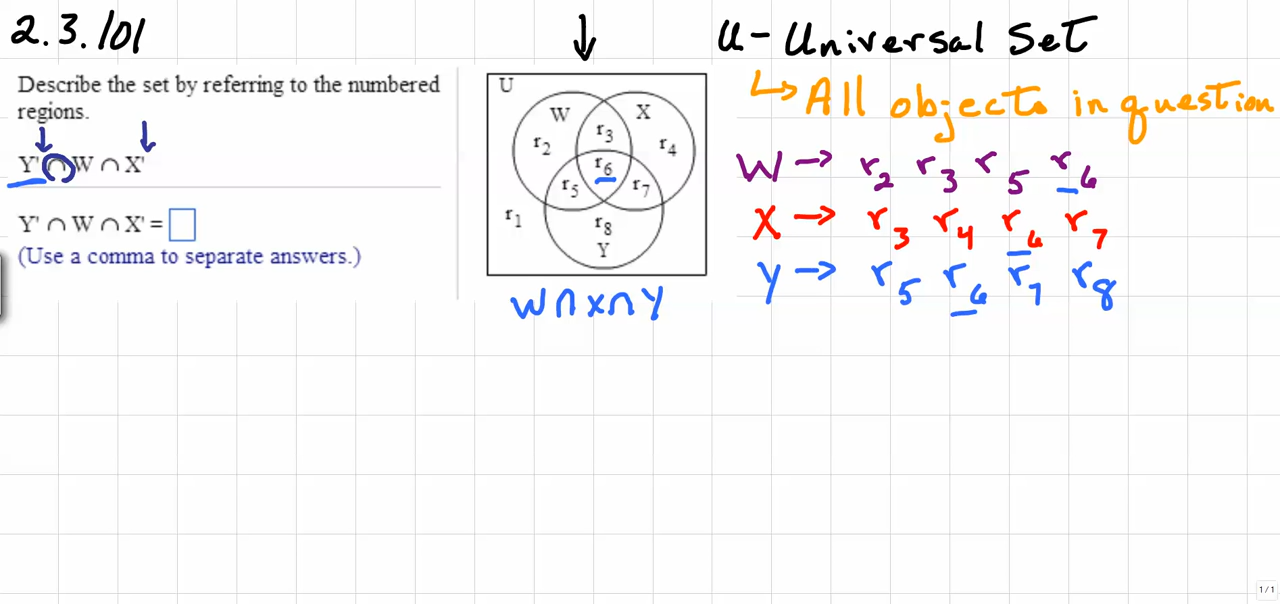 2.3.101
U - Universal Set
↳ All objects in question
Describe the set by referring to the numbered
regions.
Y' ∩ W ∩ X'
Y' ∩ W ∩ X' =
(Use a comma to separate answers.)
U
W
X
r3
r2
r4
r6
r5
r7
r1
r8
Y
W ∩ X ∩ Y
W → r2 r3 r5 r6
X → r3 r4 r6 r7
Y → r5 r6 r7 r8
1/1